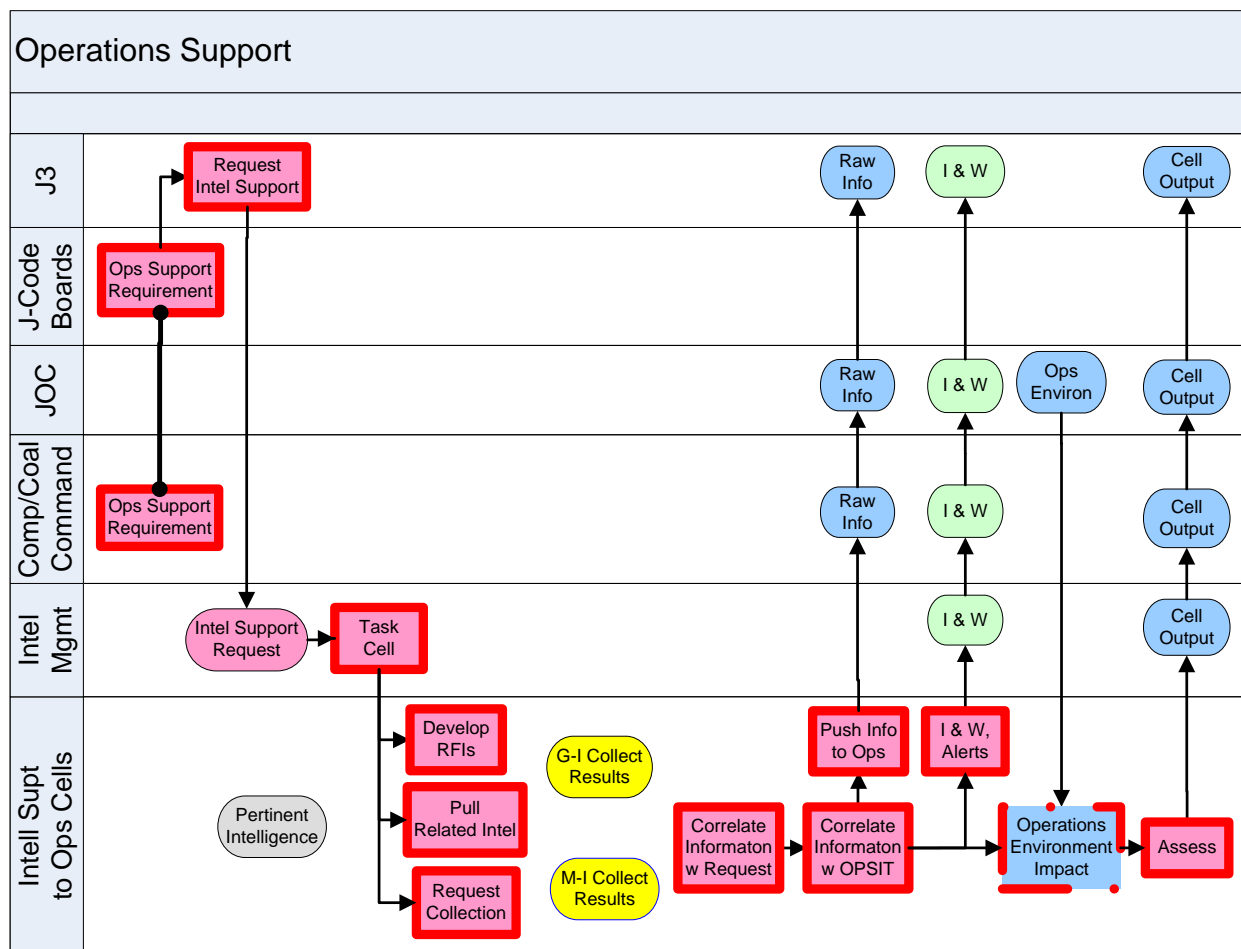 Operations Support
J3
Request
Intel Support
Raw
Info
I & W
Cell
Output
J-Code
Boards
Ops Support
Requirement
JOC
Raw
Info
I & W
Ops
Environ
Cell
Output
Comp/Coal
Command
Ops Support
Requirement
Raw
Info
I & W
Cell
Output
Intel
Mgmt
Intel Support
Request
Task
Cell
I & W
Cell
Output
Intell Supt
to Ops Cells
Pertinent
Intelligence
Develop
RFIs
Pull
Related Intel
Request
Collection
G-I Collect
Results
M-I Collect
Results
Correlate
Informaton
w Request
Push Info
to Ops
Correlate
Informaton
w OPSIT
I & W,
Alerts
Operations
Environment
Impact
Assess